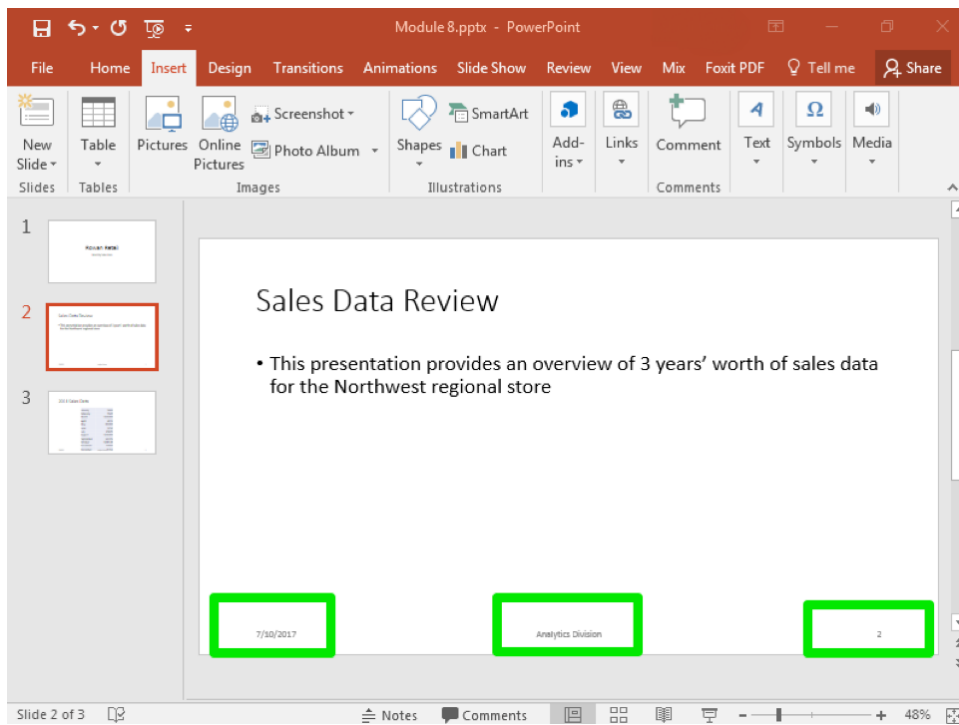 Module 8.pptx - PowerPoint
File Home Insert Design Transitions Animations Slide Show Review View Mix Foxit PDF Tell me Share
New Slide
Table
Pictures
Online Pictures
Screenshot
Photo Album
Shapes
SmartArt
Chart
Add-ins
Links
Comment
Text
Symbols
Media
Slides Tables Images Illustrations Comments
1
2
3
Sales Data Review
• This presentation provides an overview of 3 years’ worth of sales data
for the Northwest regional store
7/10/2017 Analytics Division 2
Slide 2 of 3 Notes Comments 48%